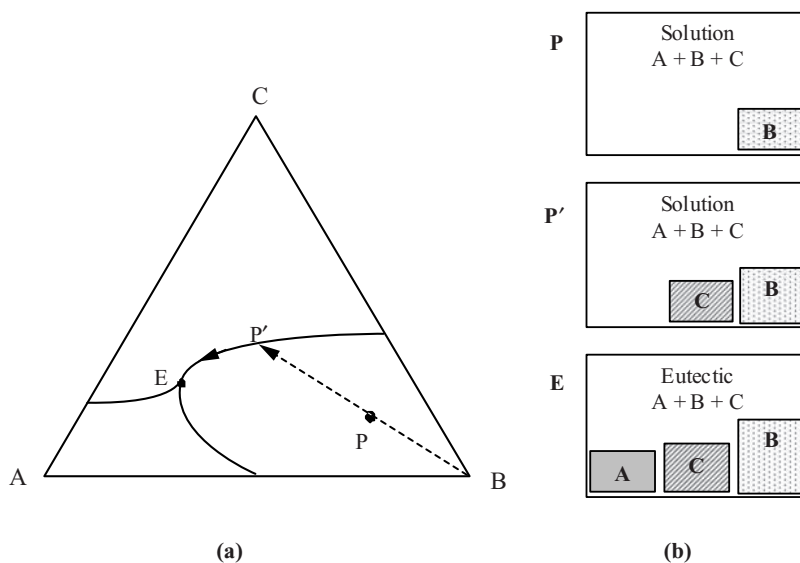 C
P′
E
P
A
B
(a)
P
Solution
A + B + C
B
P′
Solution
A + B + C
C
B
E
Eutectic
A + B + C
B
A
C
(b)